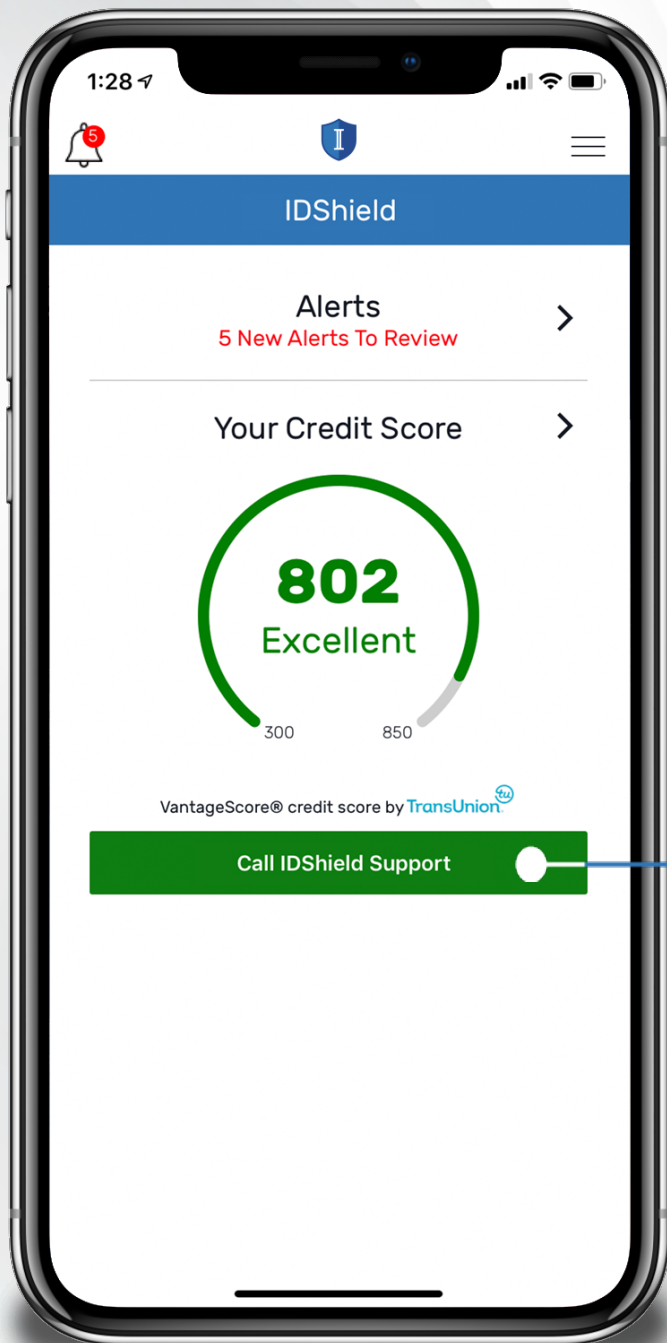 1:28
5
I
IDShield
Alerts
5 New Alerts To Review
Your Credit Score
802
Excellent
300 850
VantageScore® credit score by TransUnion tu
Call IDShield Support